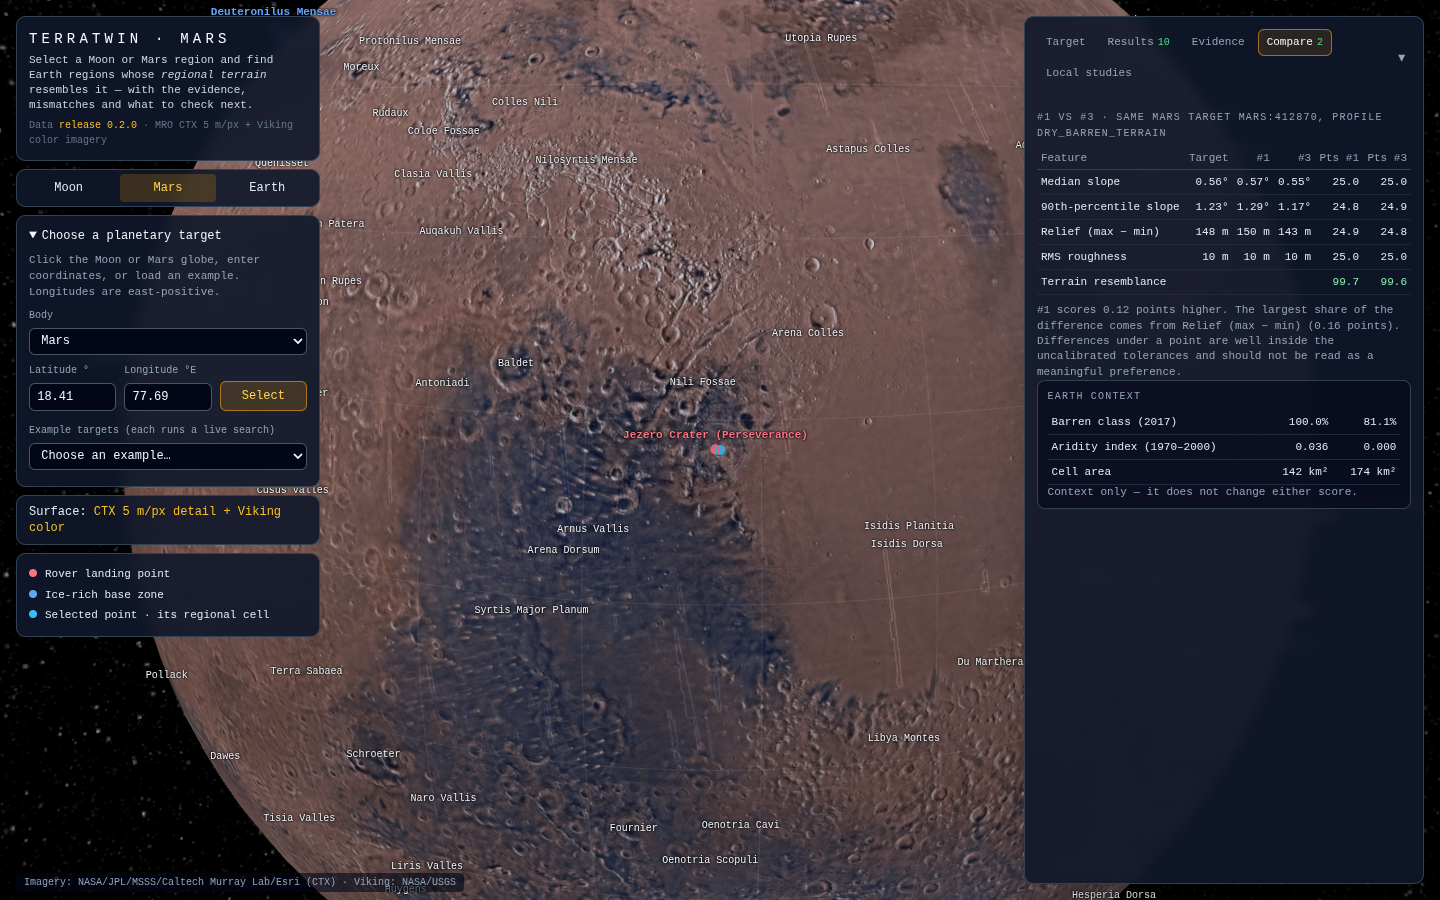 Deuteronilus Mensae
TERRATWIN · MARS
Select a Moon or Mars region and find
Earth regions whose regional terrain
resembles it — with the evidence,
mismatches and what to check next.
Data release 0.2.0 · MRO CTX 5 m/px + Viking
color imagery
Moon Mars Earth
▼ Choose a planetary target
Click the Moon or Mars globe, enter
coordinates, or load an example.
Longitudes are east-positive.
Body
Mars
Latitude ° Longitude °E
18.41 77.69 Select
Example targets (each runs a live search)
Choose an example…
Surface: CTX 5 m/px detail + Viking
color
Rover landing point
Ice-rich base zone
Selected point · its regional cell
Protonilus Mensae
Utopia Rupes
Moreux
Colles Nili
Rudaux
Coloe Fossae
Astapus Colles
Quenisset
Nilosyrtis Mensae
Clasia Vallis
Patera
Auqakuh Vallis
Rupes
Arena Colles
Baldet
Antoniadi
Nili Fossae
Jezero Crater (Perseverance)
Cusus Valles
Arnus Vallis
Isidis Planitia
Isidis Dorsa
Arena Dorsum
Syrtis Major Planum
Du Martheray
Terra Sabaea
Pollack
Libya Montes
Dawes
Schroeter
Naro Vallis
Tisia Valles
Fournier
Oenotria Cavi
Oenotria Scopuli
Liris Valles
Huygens
Hesperia Dorsa
Imagery: NASA/JPL/MSSS/Caltech Murray Lab/Esri (CTX) · Viking: NASA/USGS
Target Results 10 Evidence Compare 2
Local studies
▼
#1 VS #3 · SAME MARS TARGET MARS:412870, PROFILE
DRY_BARREN_TERRAIN
Feature Target #1 #3 Pts #1 Pts #3
Median slope 0.56° 0.57° 0.55° 25.0 25.0
90th-percentile slope 1.23° 1.29° 1.17° 24.8 24.9
Relief (max − min) 148 m 150 m 143 m 24.9 24.8
RMS roughness 10 m 10 m 10 m 25.0 25.0
Terrain resemblance 99.7 99.6
#1 scores 0.12 points higher. The largest share of the
difference comes from Relief (max − min) (0.16 points).
Differences under a point are well inside the
uncalibrated tolerances and should not be read as a
meaningful preference.
EARTH CONTEXT
Barren class (2017) 100.0% 81.1%
Aridity index (1970–2000) 0.036 0.000
Cell area 142 km² 174 km²
Context only — it does not change either score.